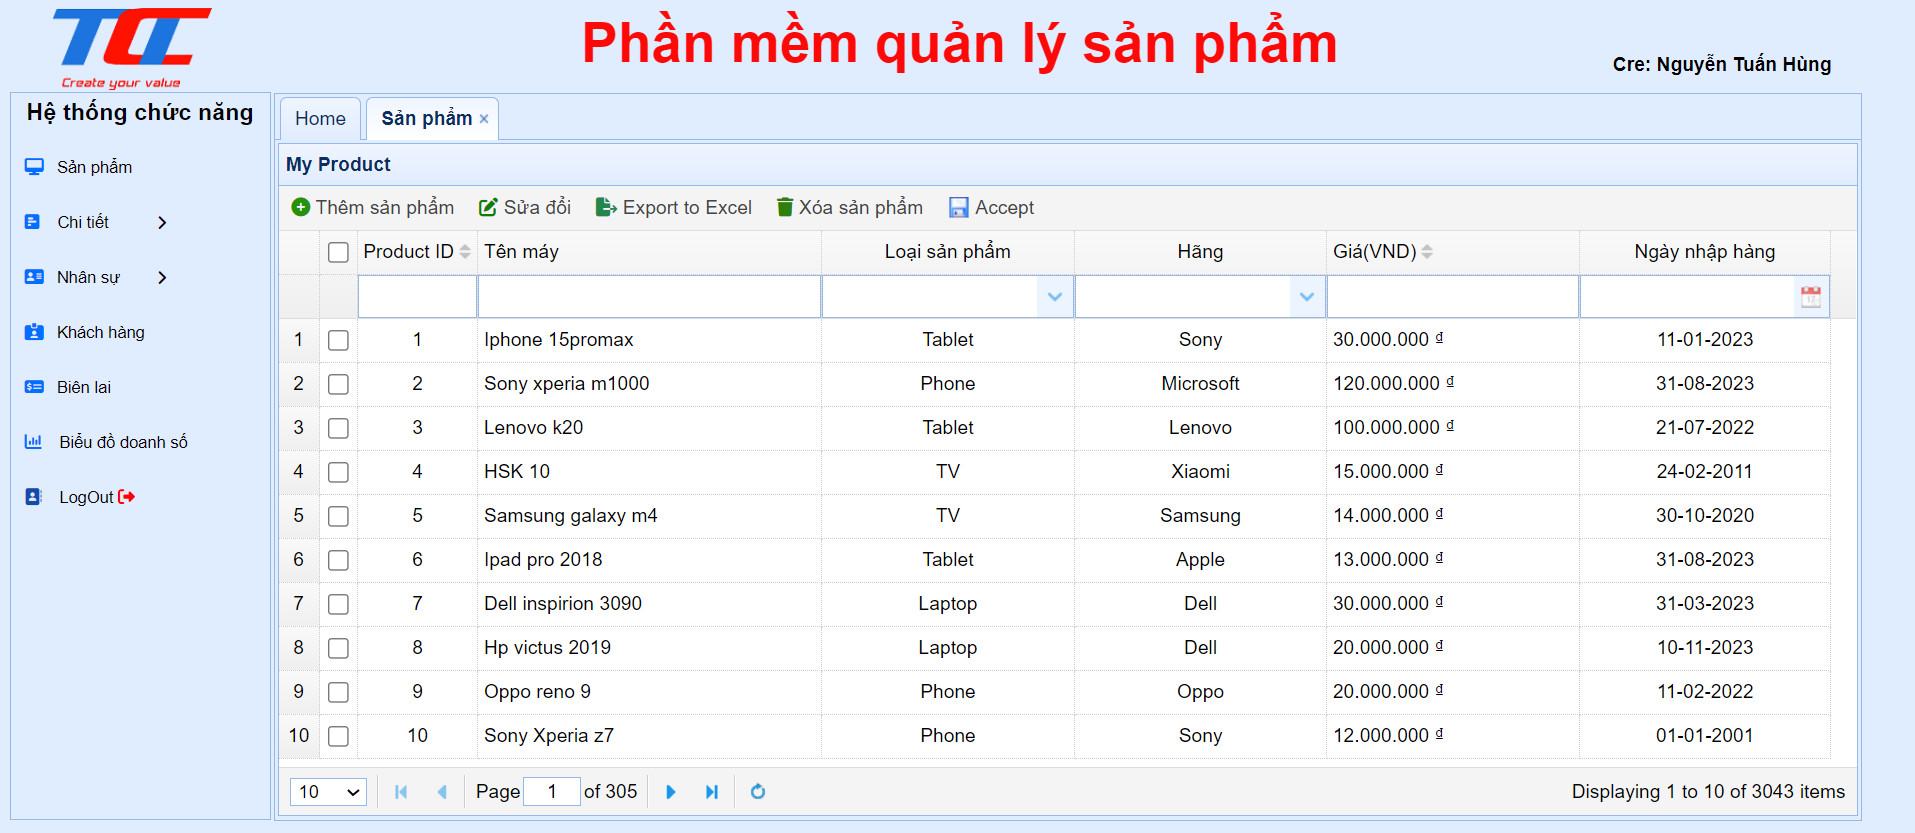 TCC
Create your value
Phần mềm quản lý sản phẩm
Cre: Nguyễn Tuấn Hùng
Hệ thống chức năng
Sản phẩm
Chi tiết
Nhân sự
Khách hàng
Biên lai
Biểu đồ doanh số
LogOut
Home Sản phẩm ×
My Product
Thêm sản phẩm Sửa đổi Export to Excel Xóa sản phẩm Accept
Product ID Tên máy Loại sản phẩm Hãng Giá(VND) Ngày nhập hàng
1 1 Iphone 15promax Tablet Sony 30.000.000 ₫ 11-01-2023
2 2 Sony xperia m1000 Phone Microsoft 120.000.000 ₫ 31-08-2023
3 3 Lenovo k20 Tablet Lenovo 100.000.000 ₫ 21-07-2022
4 4 HSK 10 TV Xiaomi 15.000.000 ₫ 24-02-2011
5 5 Samsung galaxy m4 TV Samsung 14.000.000 ₫ 30-10-2020
6 6 Ipad pro 2018 Tablet Apple 13.000.000 ₫ 31-08-2023
7 7 Dell inspirion 3090 Laptop Dell 30.000.000 ₫ 31-03-2023
8 8 Hp victus 2019 Laptop Dell 20.000.000 ₫ 10-11-2023
9 9 Oppo reno 9 Phone Oppo 20.000.000 ₫ 11-02-2022
10 10 Sony Xperia z7 Phone Sony 12.000.000 ₫ 01-01-2001
10 Page 1 of 305 Displaying 1 to 10 of 3043 items